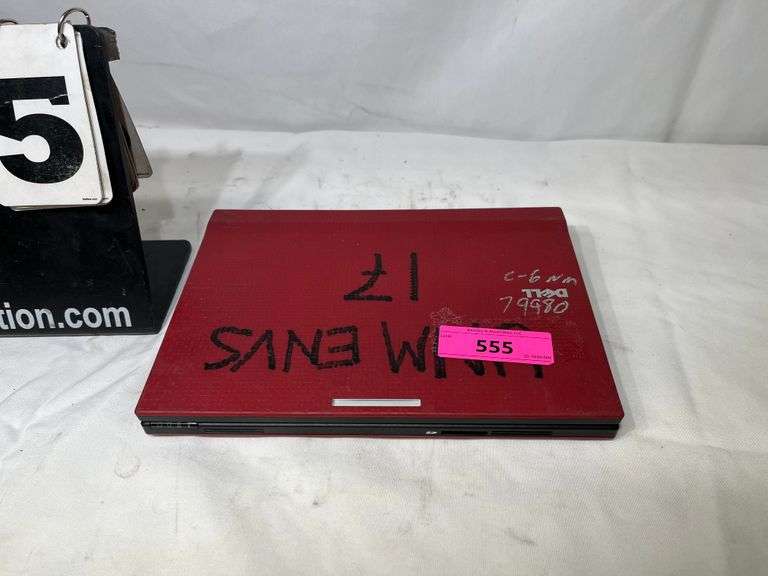 5
tion.com
17
UNM ENVS
C-6 NM
DELL
79980
555